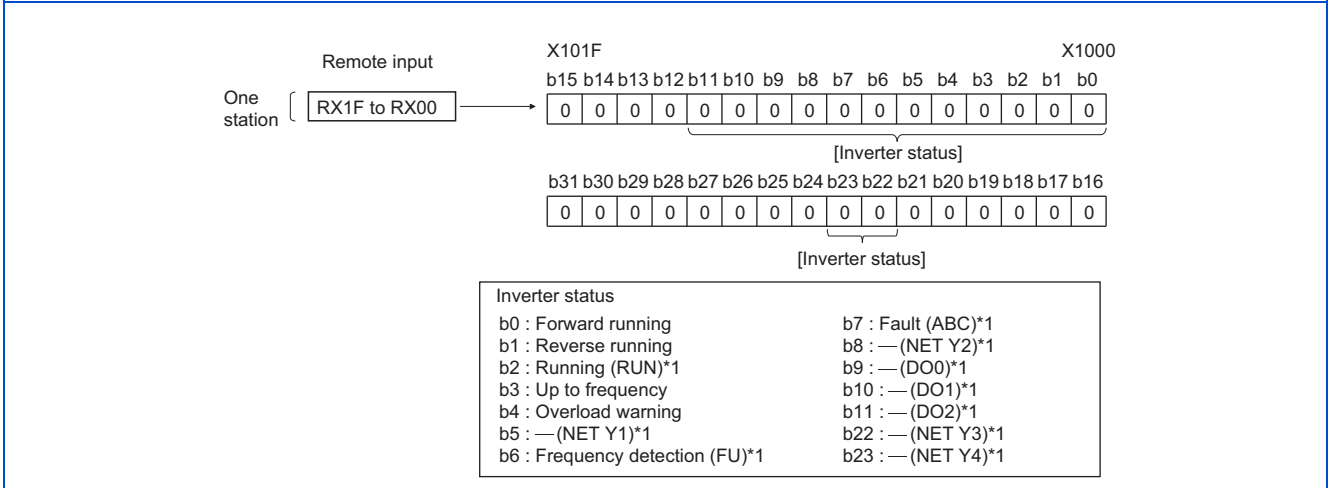 X101F X1000
Remote input
b15 b14 b13 b12 b11 b10 b9 b8 b7 b6 b5 b4 b3 b2 b1 b0
One
station
RX1F to RX00
0 0 0 0 0 0 0 0 0 0 0 0 0 0 0 0
[Inverter status]
b31 b30 b29 b28 b27 b26 b25 b24 b23 b22 b21 b20 b19 b18 b17 b16
0 0 0 0 0 0 0 0 0 0 0 0 0 0 0 0
[Inverter status]
Inverter status
b0 : Forward running
b1 : Reverse running
b2 : Running (RUN)*1
b3 : Up to frequency
b4 : Overload warning
b5 : — (NET Y1)*1
b6 : Frequency detection (FU)*1
b7 : Fault (ABC)*1
b8 : — (NET Y2)*1
b9 : — (DO0)*1
b10 : — (DO1)*1
b11 : — (DO2)*1
b22 : — (NET Y3)*1
b23 : — (NET Y4)*1